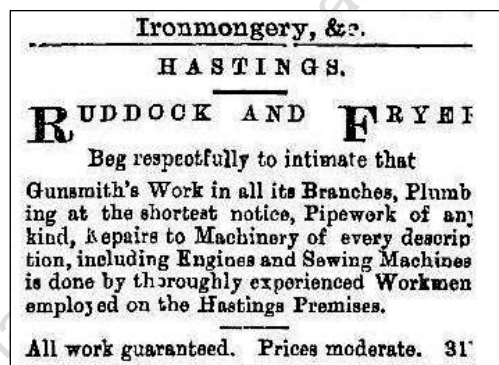 Ironmongery, &c.
HASTINGS.
RUDDOCK AND FRYER
Beg respectfully to intimate that
Gunsmith's Work in all its Branches, Plumb
ing at the shortest notice, Pipework of any
kind, Repairs to Machinery of every descrip
tion, including Engines and Sewing Machines
is done by thoroughly experienced Workmen
employed on the Hastings Premises.
All work guaranteed. Prices moderate. 31